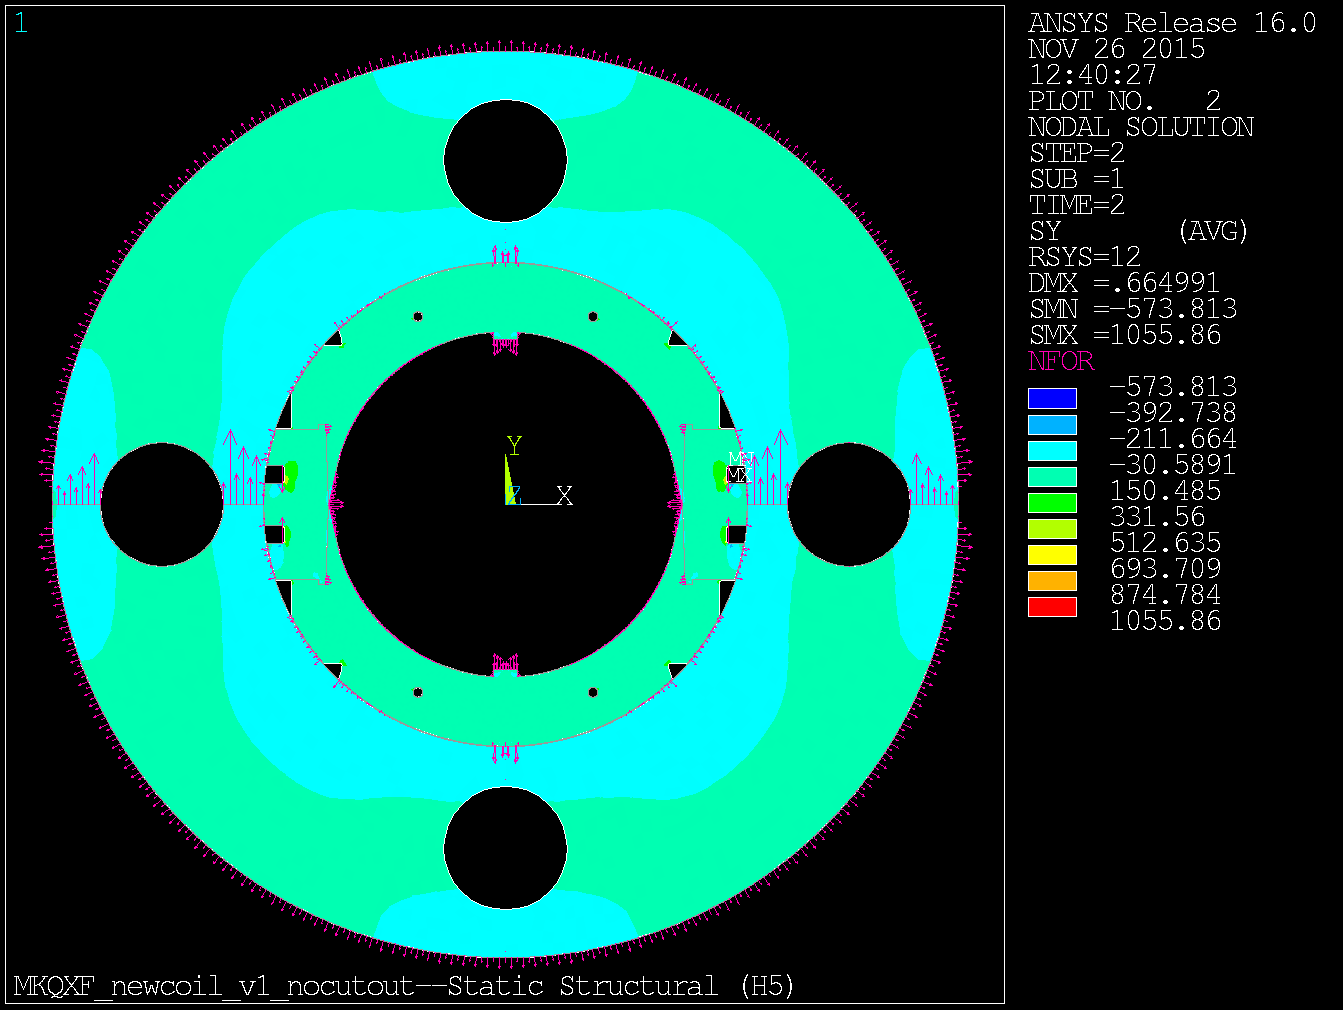 1
ANSYS Release 16.0
NOV 26 2015
12:40:27
PLOT NO. 2
NODAL SOLUTION
STEP=2
SUB =1
TIME=2
SY (AVG)
RSYS=12
DMX =.664991
SMN =-573.813
SMX =1055.86
NFOR
-573.813
-392.738
-211.664
-30.5891
150.485
331.56
512.635
693.709
874.784
1055.86
Y
Z X
MX
MKQXF_newcoil_v1_nocutout--Static Structural (H5)